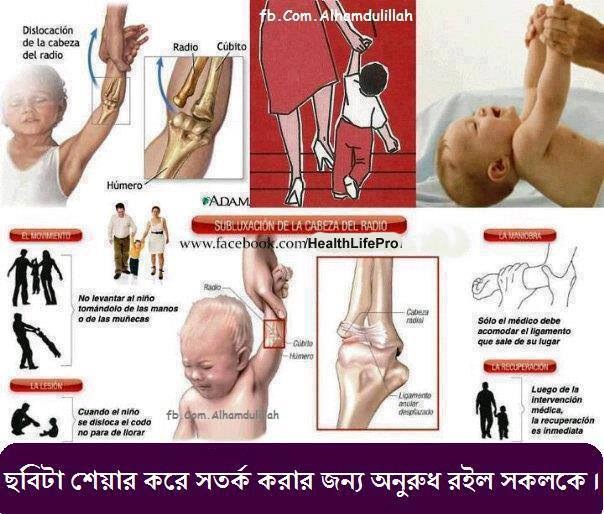 fb.Com.Alhamdulillah
Dislocación
de la cabeza
del radio
Radio
Cúbito
Húmero
ADAM
SUBLUXACIÓN DE LA CABEZA DEL RADIO
www.facebook.com/HealthLifePro
EL MOVIMIENTO
No levantar al niño
tomándolo de las manos
o de las muñecas
LA LESIÓN
Cuando el niño
se disloca el codo
no para de llorar
Radio
Cúbito
Húmero
fb.Com.Alhamdulillah
Cabeza
radial
Ligamento
anular
desplazado
LA MANIOBRA
Sólo el médico debe
acomodar el ligamento
que sale de su lugar
LA RECUPERACIÓN
Luego de la
intervención
médica,
la recuperación
es inmediata
ছবিটা শেয়ার করে সতর্ক করার জন্য অনুরুধ রইল সকলকে।